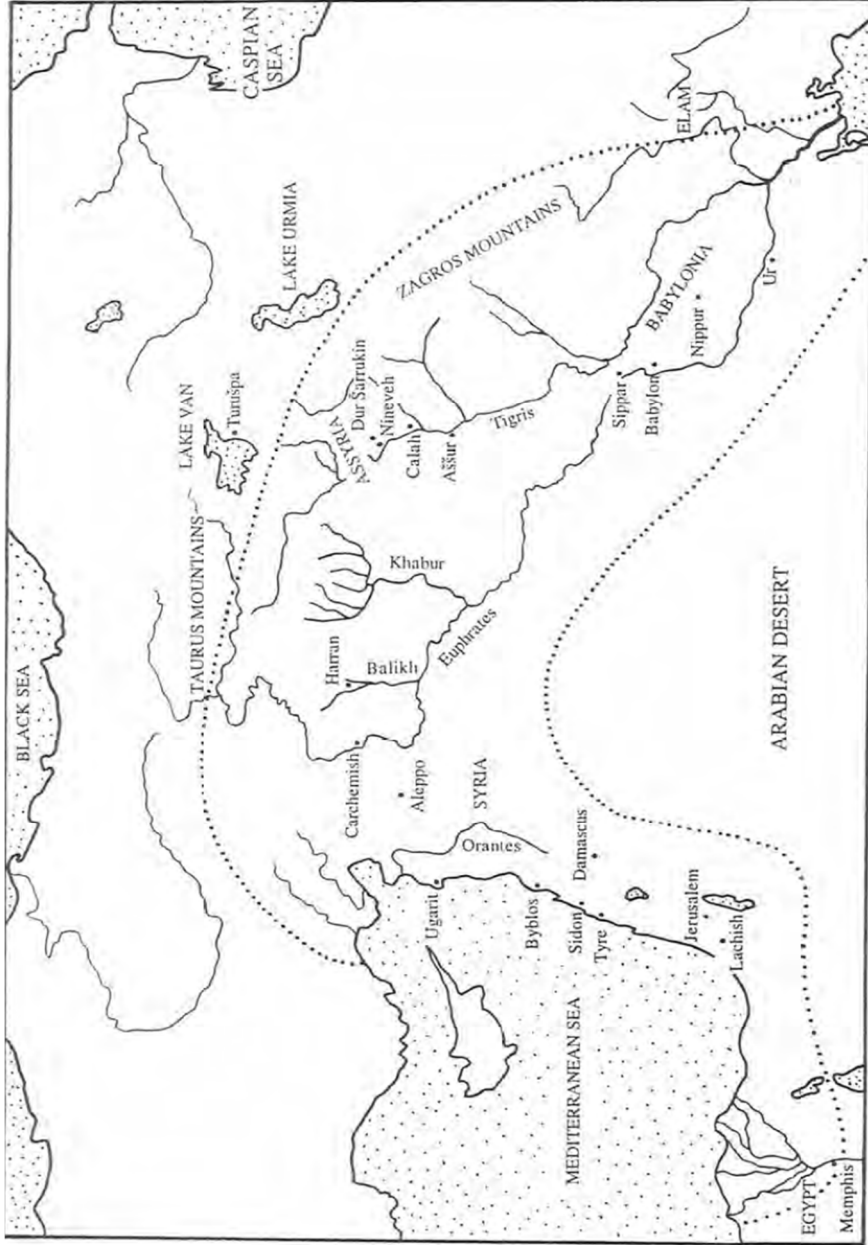 BLACK SEA
CASPIAN
SEA
TAURUS MOUNTAINS
LAKE VAN
Turušpa
LAKE URMIA
ASSYRIA
Dur Šarrukin
Nineveh
Calah
Aššur
Tigris
ZAGROS MOUNTAINS
ELAM
Harran
Balikh
Khabur
Euphrates
Carchemish
Aleppo
SYRIA
Orantes
Ugarit
Byblos
Sidon
Tyre
Damascus
Jerusalem
Lachish
MEDITERRANEAN SEA
Sippar
Babylon
BABYLONIA
Nippur
Ur
ARABIAN DESERT
EGYPT
Memphis